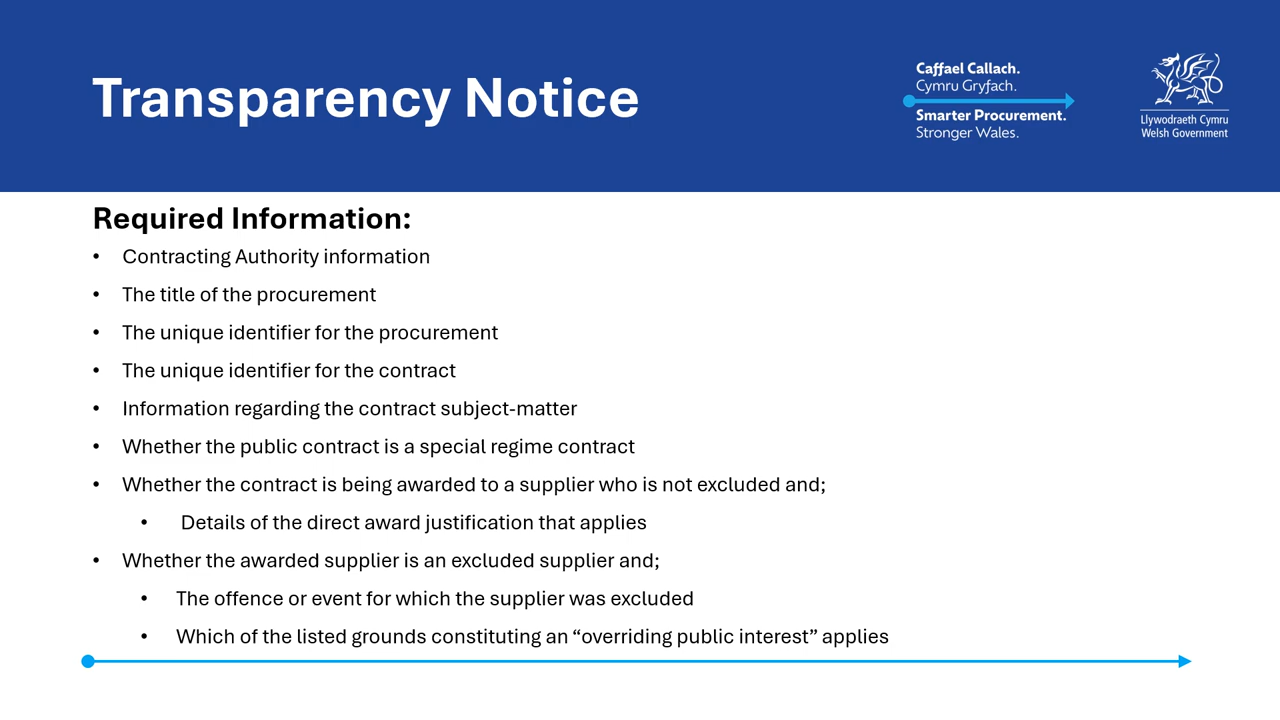 Transparency Notice
Caffael Callach.
Cymru Gryfach.
Smarter Procurement.
Stronger Wales.
Llywodraeth Cymru
Welsh Government
Required Information:
• Contracting Authority information
• The title of the procurement
• The unique identifier for the procurement
• The unique identifier for the contract
• Information regarding the contract subject-matter
• Whether the public contract is a special regime contract
• Whether the contract is being awarded to a supplier who is not excluded and;
• Details of the direct award justification that applies
• Whether the awarded supplier is an excluded supplier and;
• The offence or event for which the supplier was excluded
• Which of the listed grounds constituting an “overriding public interest” applies